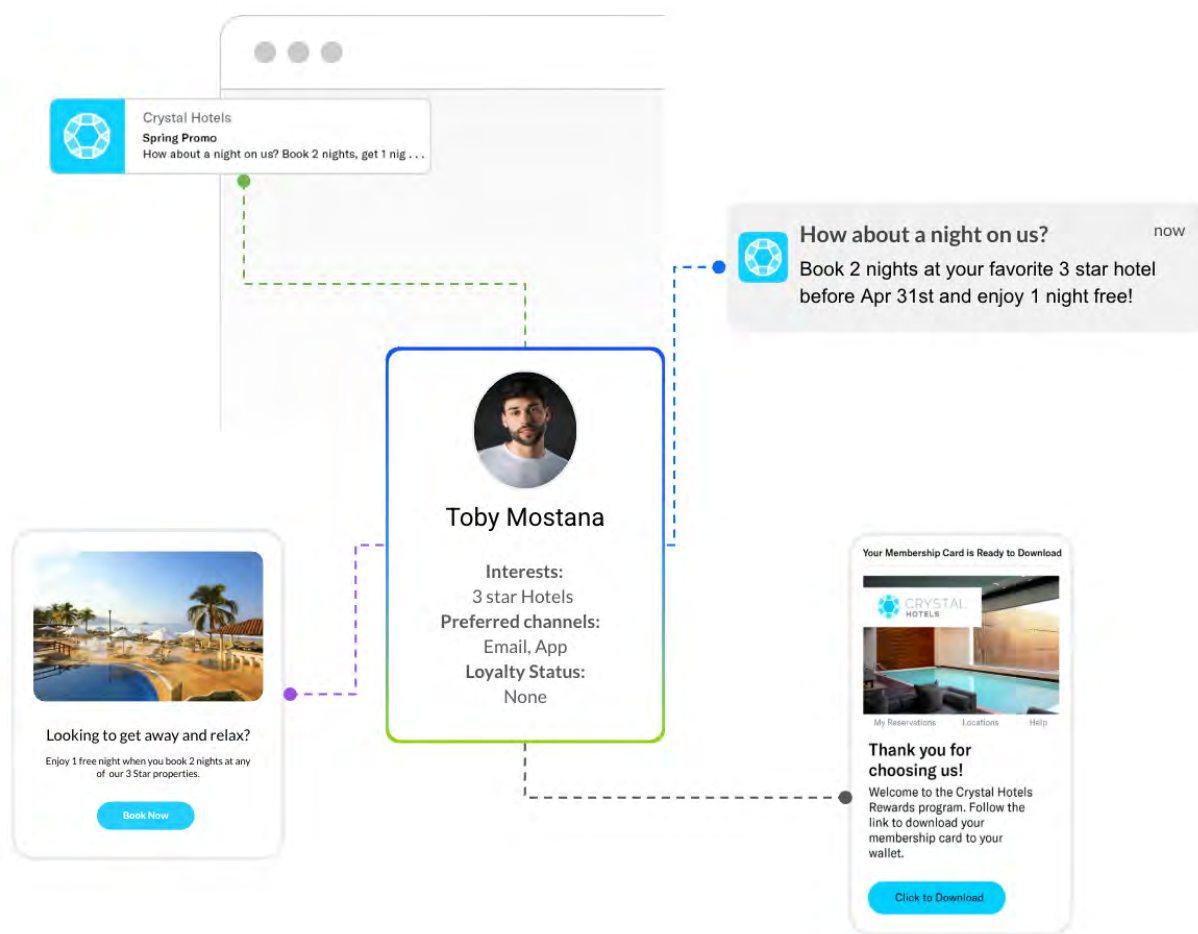 Crystal Hotels
Spring Promo
How about a night on us? Book 2 nights, get 1 nig . . .
How about a night on us?
now
Book 2 nights at your favorite 3 star hotel
before Apr 31st and enjoy 1 night free!
Toby Mostana
Interests:
3 star Hotels
Preferred channels:
Email, App
Loyalty Status:
None
Looking to get away and relax?
Enjoy 1 free night when you book 2 nights at any
of our 3 Star properties.
Book Now
Your Membership Card is Ready to Download
CRYSTAL
HOTELS
My Reservations
Locations
Help
Thank you for
choosing us!
Welcome to the Crystal Hotels
Rewards program. Follow the
link to download your
membership card to your
wallet.
Click to Download